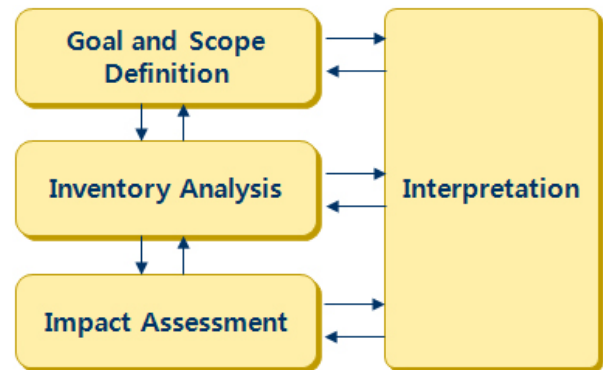 Goal and Scope
Definition
Inventory Analysis
Interpretation
Impact Assessment